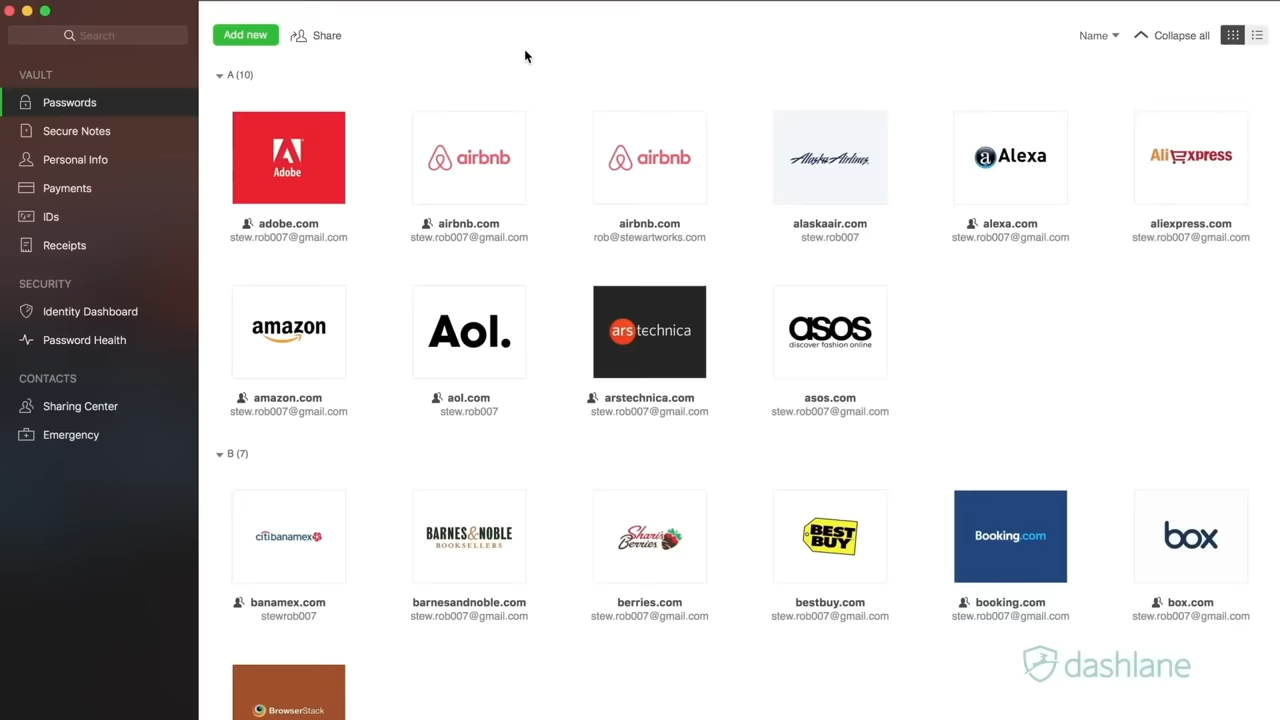 Search
Add new
Share
Name
Collapse all
VAULT
Passwords
Secure Notes
Personal Info
Payments
IDs
Receipts
SECURITY
Identity Dashboard
Password Health
CONTACTS
Sharing Center
Emergency
A (10)
Adobe
airbnb
airbnb
Alaska Airlines
a Alexa
AliExpress
adobe.com
airbnb.com
airbnb.com
alaskaair.com
alexa.com
aliexpress.com
stew.rob007@gmail.com
stew.rob007@gmail.com
rob@stewartworks.com
stew.rob007
stew.rob007@gmail.com
stew.rob007@gmail.com
amazon
Aol.
ars technica
asos
discover fashion online
amazon.com
aol.com
arstechnica.com
asos.com
stew.rob007@gmail.com
stew.rob007
stew.rob007@gmail.com
stew.rob007@gmail.com
B (7)
citibanamex
BARNES&NOBLE
BOOKSELLERS
Shari's
Berries
BEST
BUY
Booking.com
box
banamex.com
barnesandnoble.com
berries.com
bestbuy.com
booking.com
box.com
stewrob007
stew.rob007@gmail.com
stew.rob007@gmail.com
stew.rob007@gmail.com
stew.rob007@gmail.com
stew.rob007@gmail.com
BrowserStack
dashlane